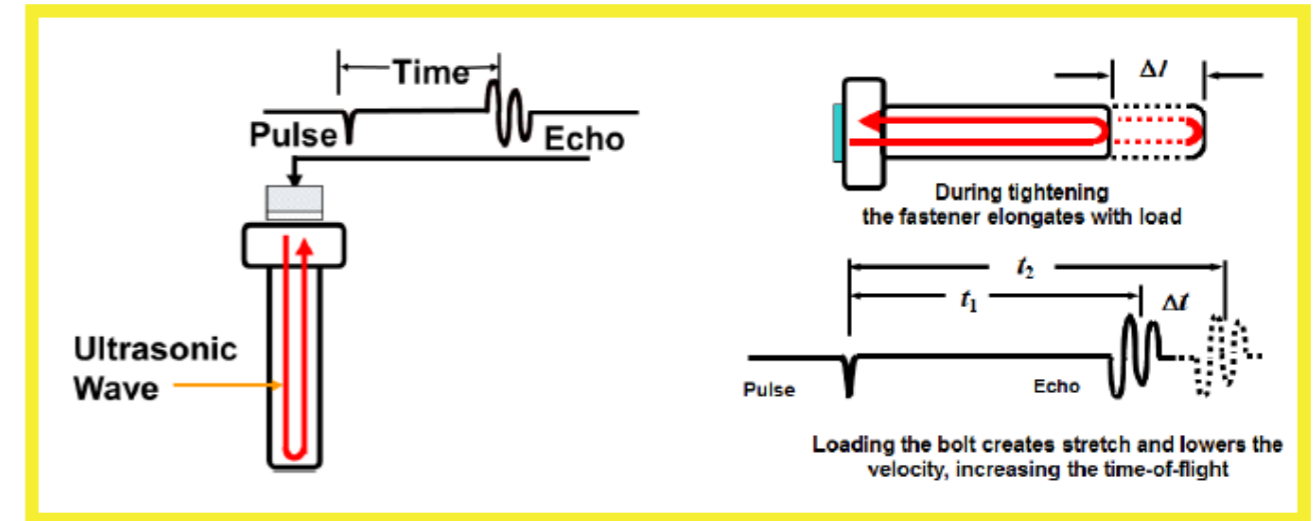 Time
Pulse
Echo
Ultrasonic
Wave
Δl
During tightening
the fastener elongates with load
t2
t1
Δt
Pulse
Echo
Loading the bolt creates stretch and lowers the
velocity, increasing the time-of-flight